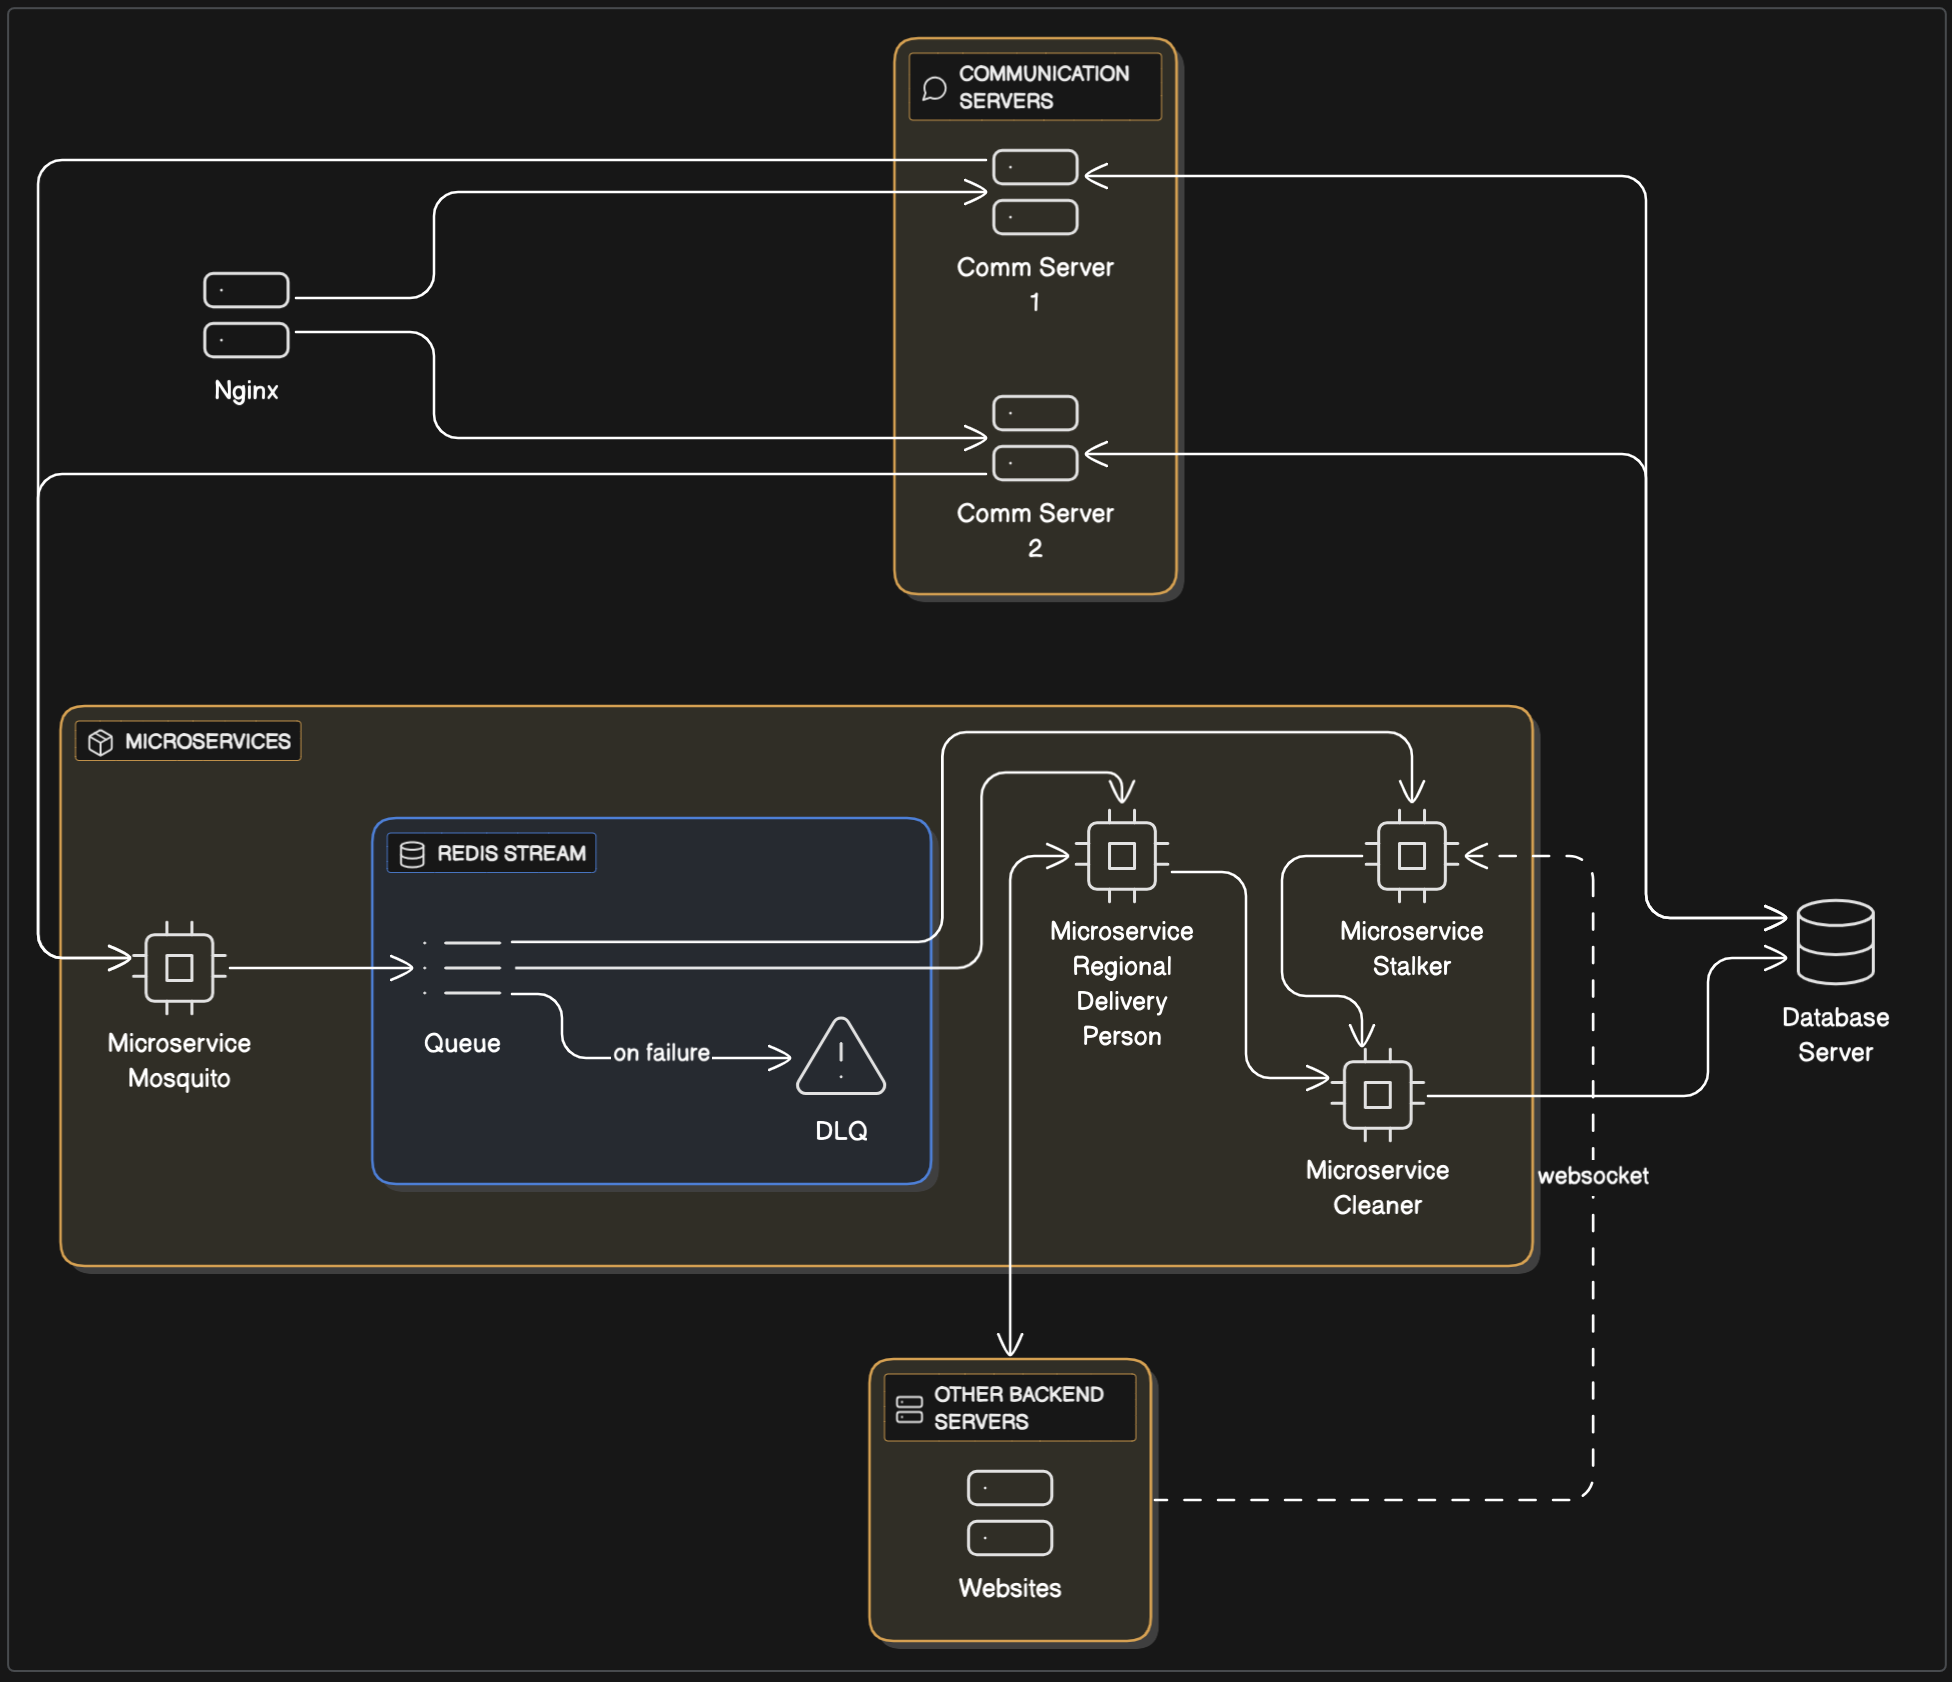 COMMUNICATION
SERVERS
Comm Server
1
Nginx
Comm Server
2
MICROSERVICES
REDIS STREAM
Microservice
Mosquito
Queue
on failure
DLQ
Microservice
Regional
Delivery
Person
Microservice
Stalker
Microservice
Cleaner
Database
Server
websocket
OTHER BACKEND
SERVERS
Websites